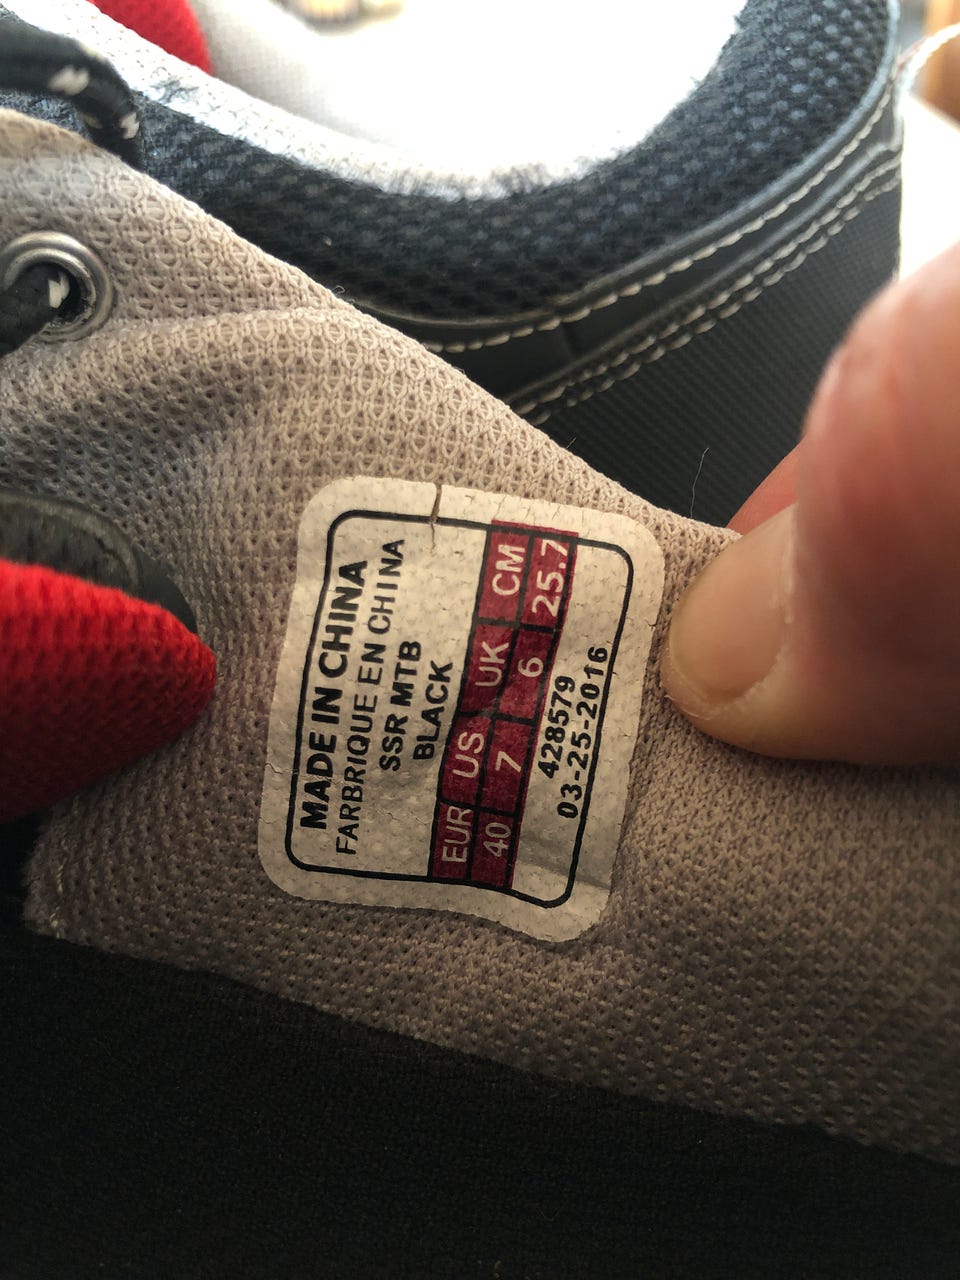 MADE IN CHINA
FARBRIQUE EN CHINA
SSR MTB
BLACK
EUR US UK CM
40 7 6 25.7
428579
03-25-2016